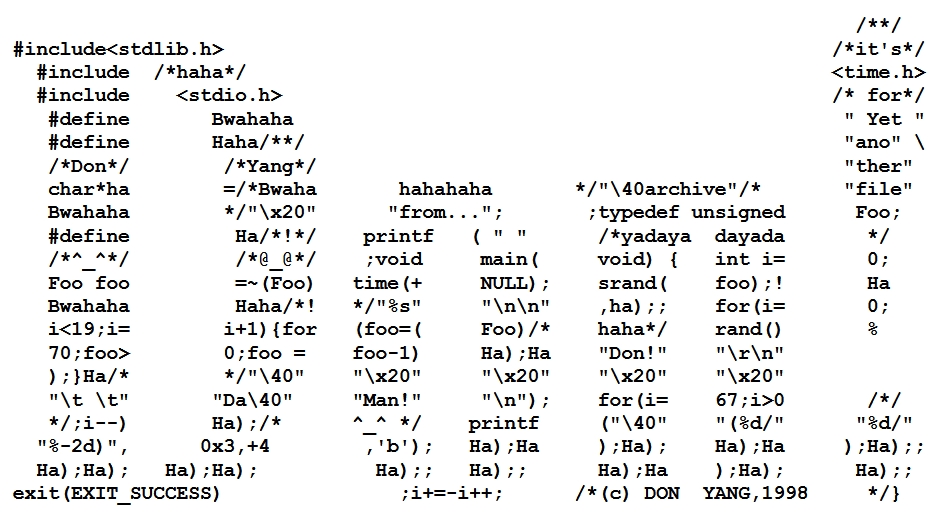 /**/
#include<stdlib.h> /*it's*/
#include /*haha*/ <time.h>
#include <stdio.h> /* for*/
#define Bwahaha " Yet "
#define Haha/**/ "ano" \
/*Don*/ /*Yang*/ "ther"
char*ha =/*Bwaha hahahaha */"\40archive"/* "file"
Bwahaha */"\x20" "from..."; ;typedef unsigned Foo;
#define Ha/*!*/ printf ( " " /*yadaya dayada */
/*^_^*/ /*@_@*/ ;void main( void) { int i= 0;
Foo foo =~(Foo) time(+ NULL); srand( foo);! Ha
Bwahaha Haha/*! */"%s" "\n\n" ,ha);; for(i= 0;
i<19;i= i+1){for (foo=( Foo)/* haha*/ rand() %
70;foo> 0;foo = foo-1) Ha);Ha "Don!" "\r\n"
);}Ha/* */"\40" "\x20" "\x20" "\x20" "\x20"
"\t \t" "Da\40" "Man!" "\n"); for(i= 67;i>0 /*/
*/;i--) Ha);/* ^_^ */ printf ("\40" "(%d/" "%d/"
"%-2d)", 0x3,+4 ,'b'); Ha);Ha );Ha); Ha);Ha );Ha);;
Ha);Ha); Ha);Ha); Ha);; Ha);; Ha);Ha );Ha); Ha);;
exit(EXIT_SUCCESS) ;i+=-i++; /*(c) DON YANG,1998 */}